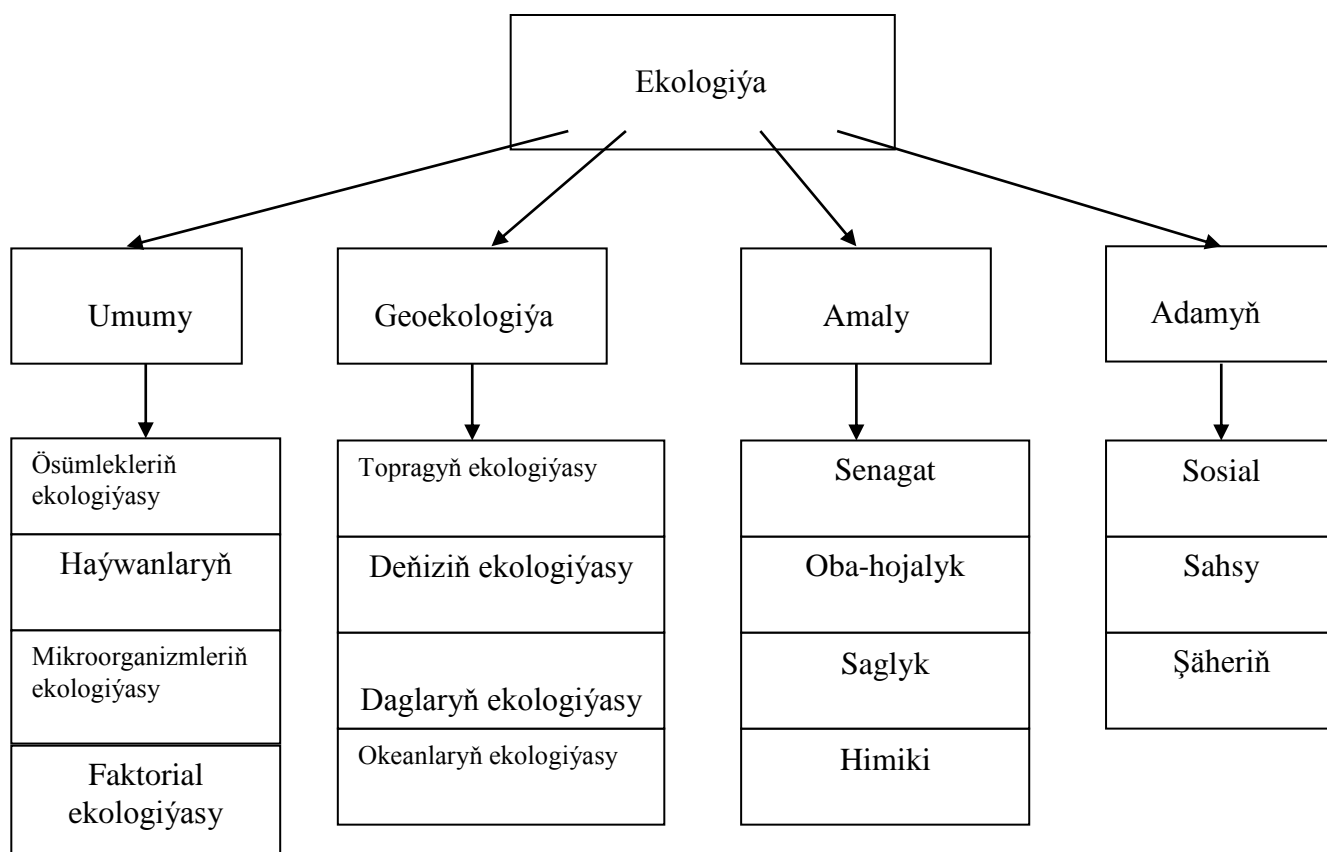 Ekologiýa
Umumy
Geoekologiýa
Amaly
Adamyň
Ösümlekleriň
ekologiýasy
Haýwanlaryň
Mikroorganizmleriň
ekologiýasy
Faktorial
ekologiýasy
Topragyň ekologiýasy
Deňiziň ekologiýasy
Daglaryň ekologiýasy
Okeanlaryň ekologiýasy
Senagat
Oba-hojalyk
Saglyk
Himiki
Sosial
Sahsy
Şäheriň